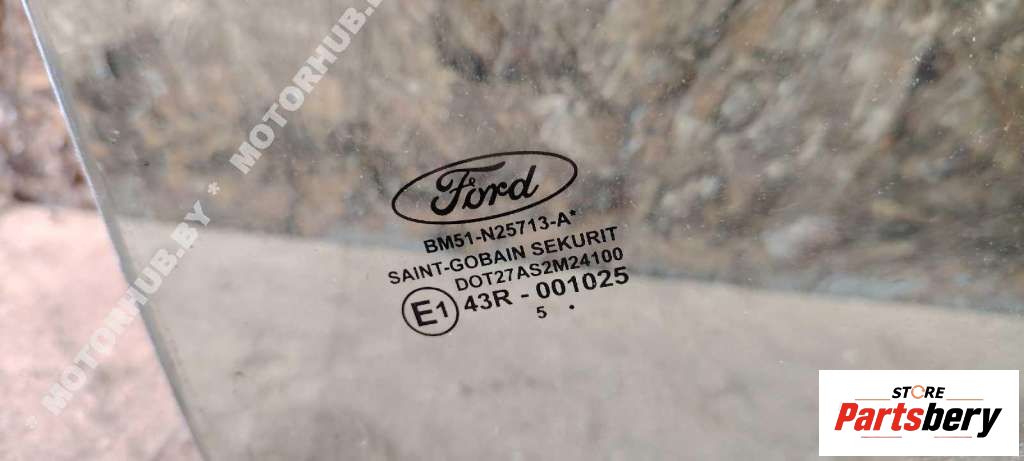 * MOTORHUB.BY * MOTORHUB.BY
Ford
BM51-N25713-A*
SAINT-GOBAIN SEKURIT
DOT27AS2M24100
E1 43R - 001025
5 .
STORE
Partsbery